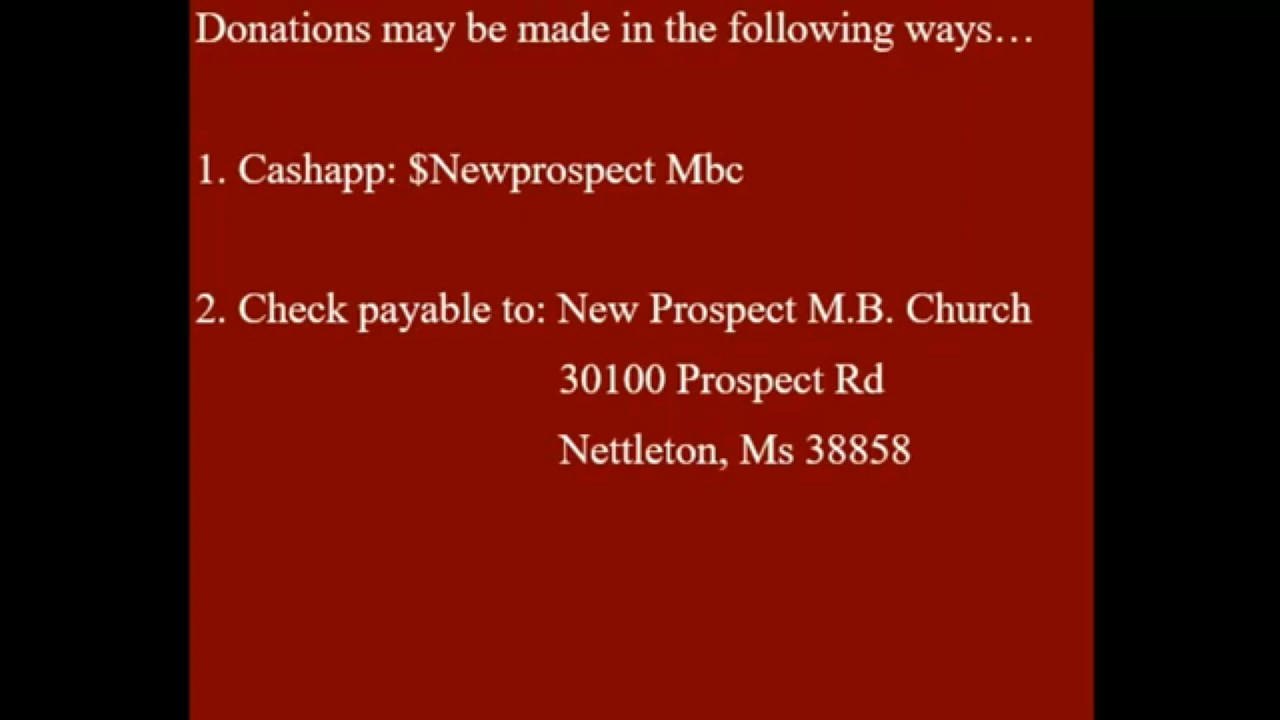 Donations may be made in the following ways…
1. Cashapp: $Newprospect Mbc
2. Check payable to: New Prospect M.B. Church
30100 Prospect Rd
Nettleton, Ms 38858